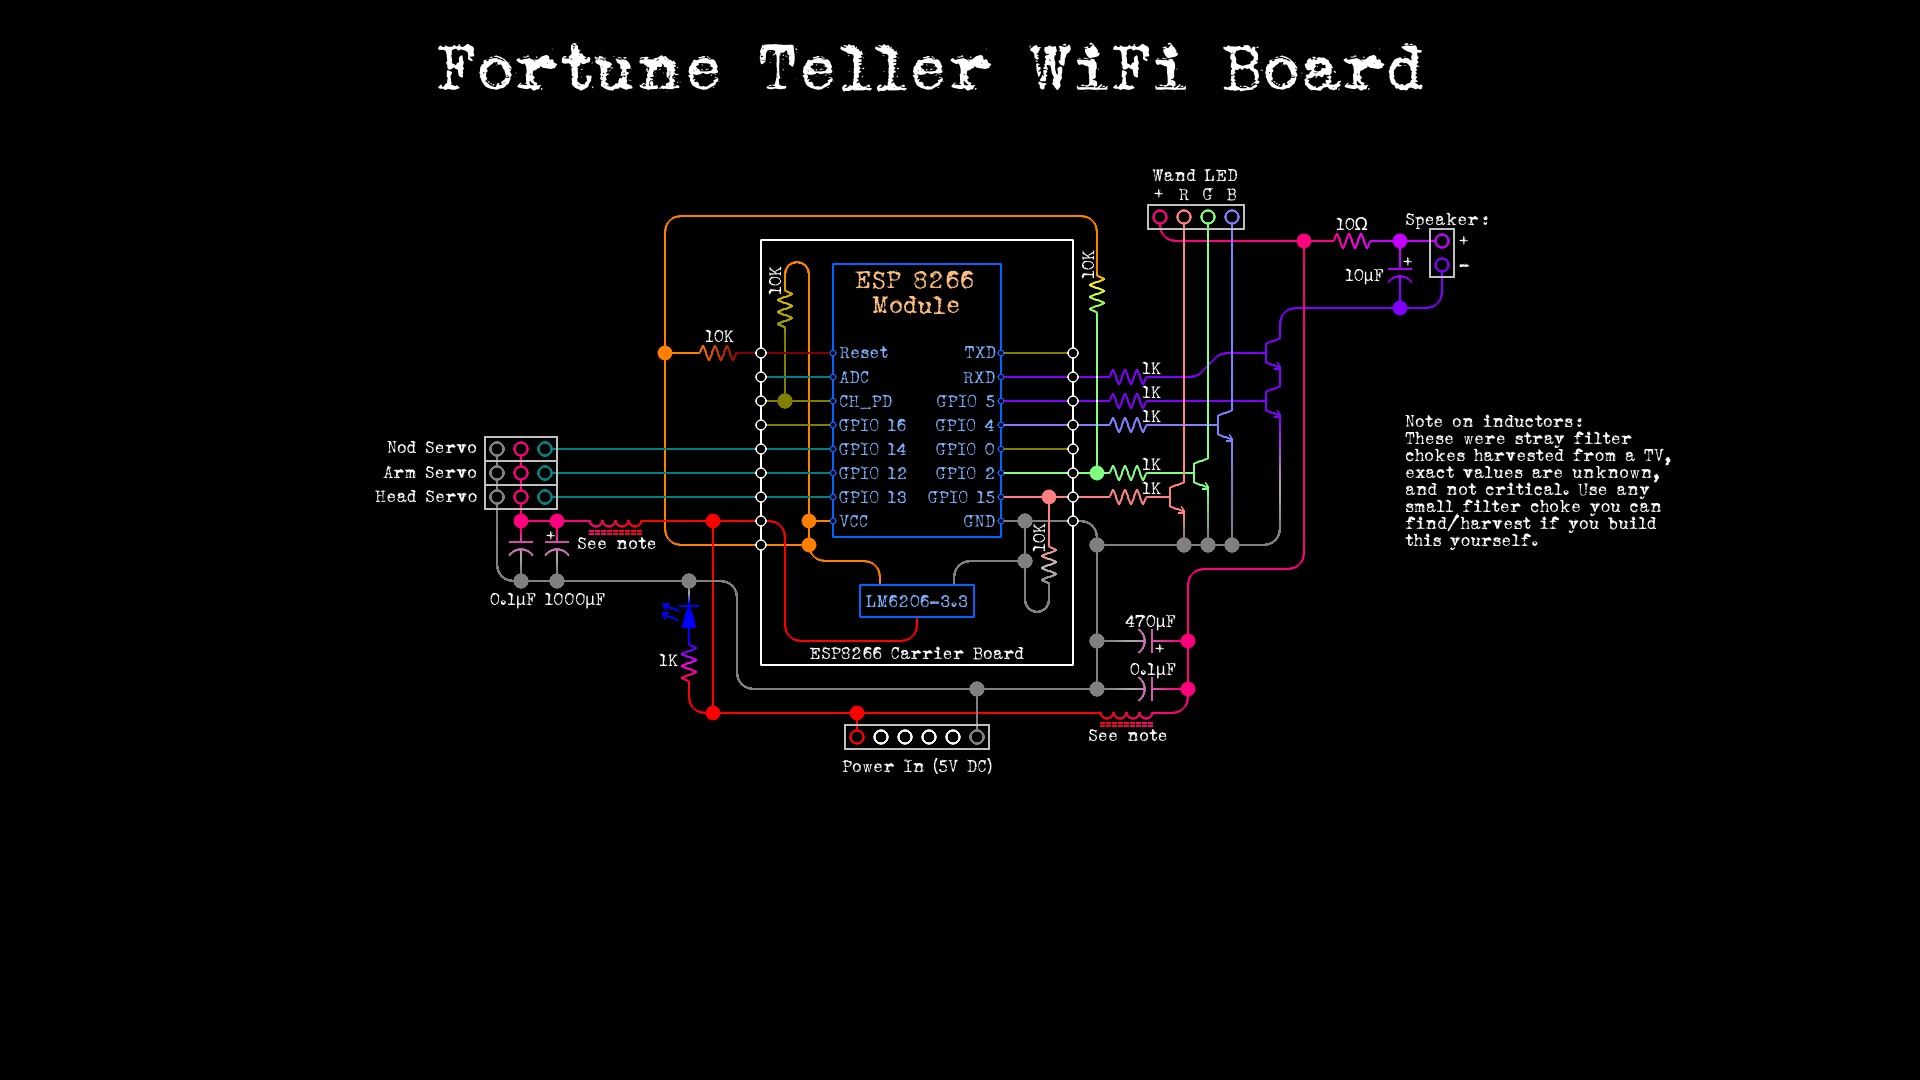 Fortune Teller WiFi Board
Wand LED
+ R G B
10Ω
Speaker:
+
-
10µF
+
10K
10K
10K
ESP 8266
Module
Reset
ADC
CH_PD
GPIO 16
GPIO 14
GPIO 12
GPIO 13
VCC
TXD
RXD
GPIO 5
GPIO 4
GPIO 0
GPIO 2
GPIO 15
GND
1K
1K
1K
1K
1K
10K
Nod Servo
Arm Servo
Head Servo
+
See note
0.1µF 1000µF
1K
LM6206-3.3
ESP8266 Carrier Board
470µF
+
0.1µF
See note
Power In (5V DC)
Note on inductors:
These were stray filter
chokes harvested from a TV,
exact values are unknown,
and not critical. Use any
small filter choke you can
find/harvest if you build
this yourself.